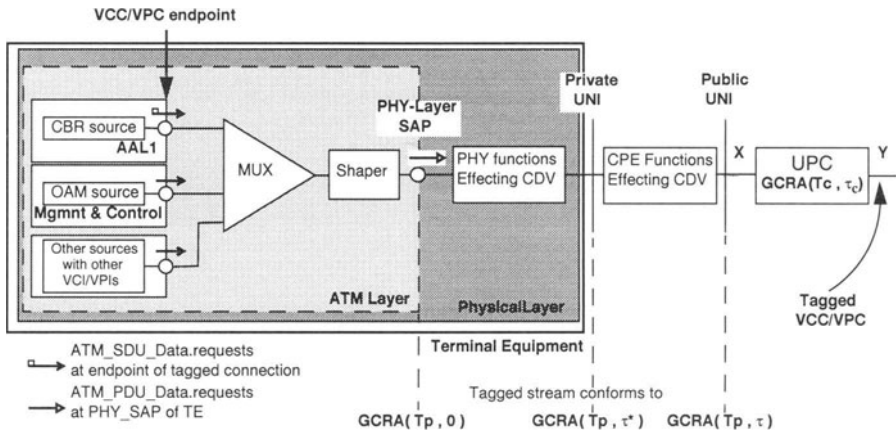 VCC/VPC endpoint
CBR source
AAL1
OAM source
Mgmnt & Control
Other sources
with other
VCI/VPIs
MUX
Shaper
ATM Layer
PHY-Layer
SAP
PHY functions
Effecting CDV
PhysicalLayer
Terminal Equipment
Private
UNI
CPE Functions
Effecting CDV
Public
UNI
X
UPC
GCRA(Tc , τc)
Y
Tagged
VCC/VPC
ATM_SDU_Data.requests
at endpoint of tagged connection
ATM_PDU_Data.requests
at PHY_SAP of TE
Tagged stream conforms to
GCRA( Tp , 0 )
GCRA( Tp , τ* )
GCRA( Tp , τ )